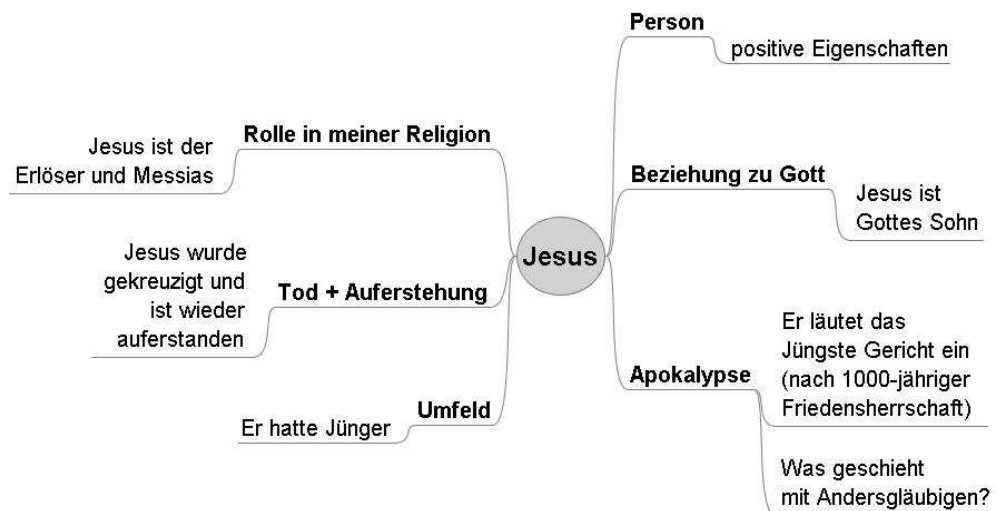 Person
positive Eigenschaften
Rolle in meiner Religion
Jesus ist der
Erlöser und Messias
Beziehung zu Gott
Jesus ist
Gottes Sohn
Jesus
Jesus wurde
gekreuzigt und
ist wieder
auferstanden
Tod + Auferstehung
Er läutet das
Jüngste Gericht ein
(nach 1000-jähriger
Friedensherrschaft)
Apokalypse
Umfeld
Er hatte Jünger
Was geschieht
mit Andersgläubigen?